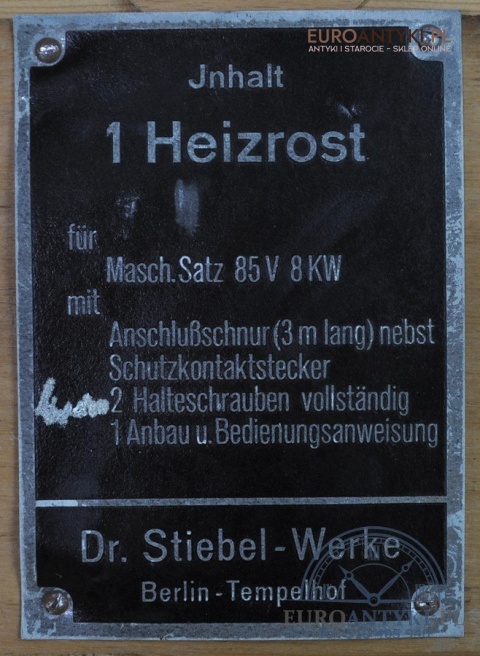 EUROANTYKI.PL
ANTYKI I STAROCIE - SKLEP ONLINE
Jnhalt
1 Heizrost
für
Masch. Satz 85 V 8 KW
mit
Anschlußschnur (3 m lang) nebst
Schutzkontaktstecker
2 Halteschrauben vollständig
1 Anbau u. Bedienungsanweisung
Dr. Stiebel-Werke
Berlin-Tempelhof